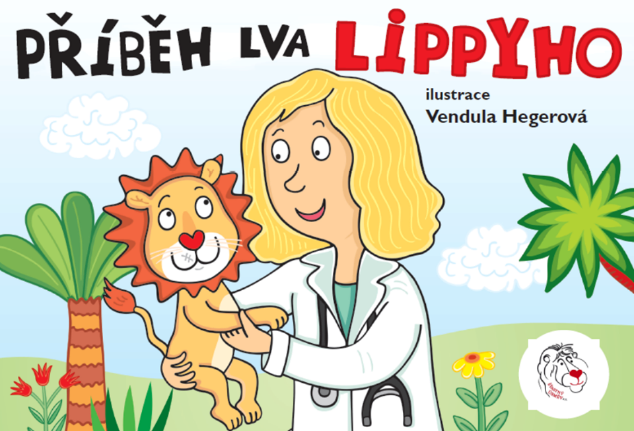 PŘÍBĚH LVA LIPPYHO
ilustrace
Vendula Hegerová